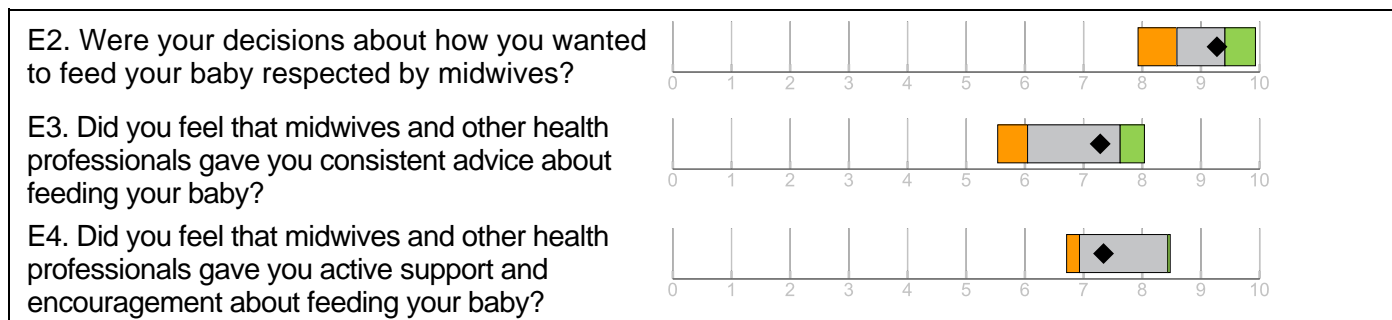 E2. Were your decisions about how you wanted
to feed your baby respected by midwives?
0 1 2 3 4 5 6 7 8 9 10
E3. Did you feel that midwives and other health
professionals gave you consistent advice about
feeding your baby?
0 1 2 3 4 5 6 7 8 9 10
E4. Did you feel that midwives and other health
professionals gave you active support and
encouragement about feeding your baby?
0 1 2 3 4 5 6 7 8 9 10